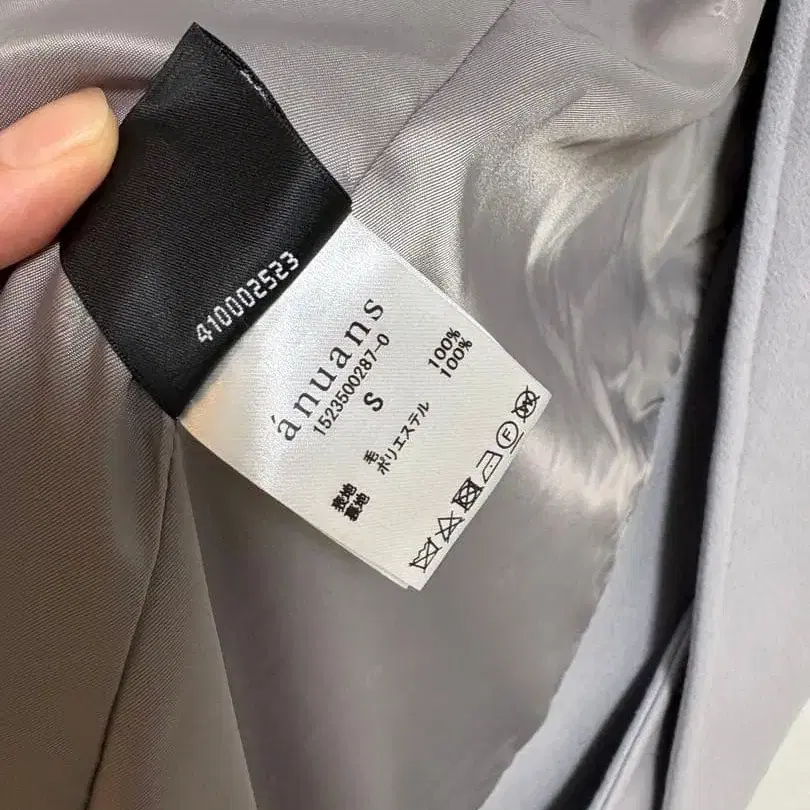 410002523
ánuans
1523500287-0
S
表地 毛 100%
裏地 ポリエステル 100%